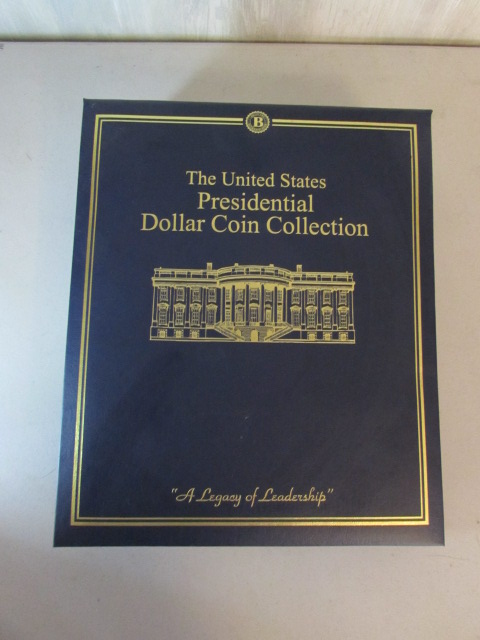 B
The United States
Presidential
Dollar Coin Collection
"A Legacy of Leadership"